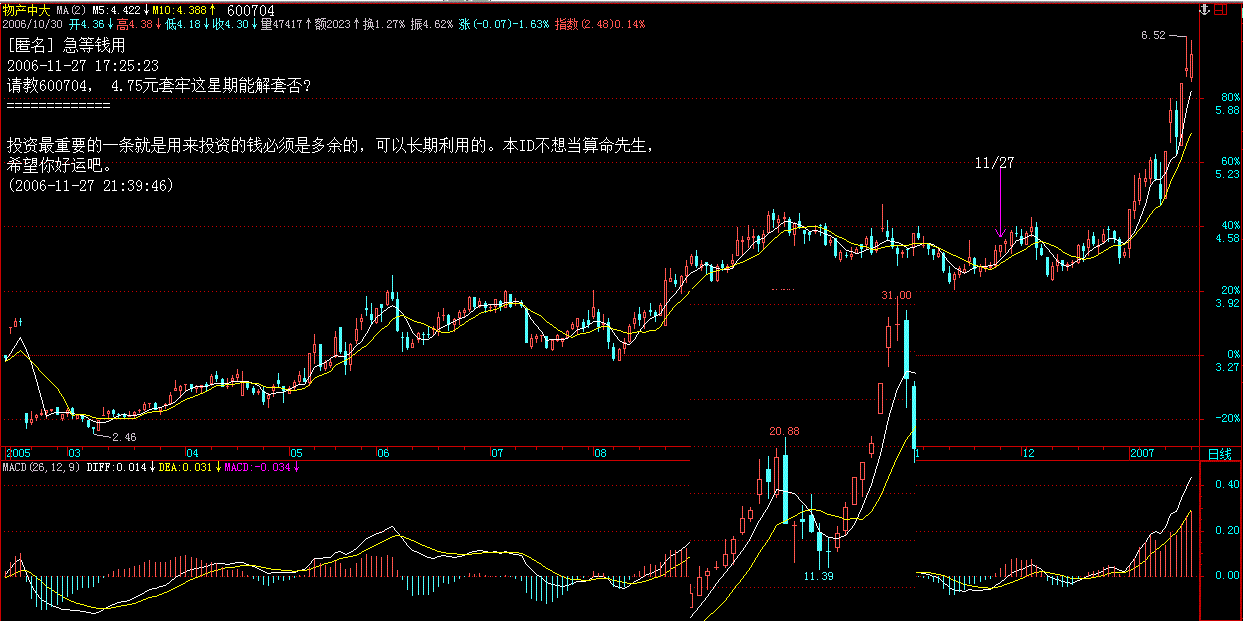 物产中大 MA(2) M5:4.422↓M10:4.388↑ 600704
2006/10/30 开4.36↓高4.38↓低4.18↓收4.30↓量47417↑额2023↑换1.27% 振4.62% 涨(-0.07)-1.63% 指数(2.48)0.14%
[匿名] 急等钱用
2006-11-27 17:25:23
请教600704, 4.75元套牢这星期能解套否?
=============
投资最重要的一条就是用来投资的钱必须是多余的，可以长期利用的。本ID不想当算命先生，
希望你好运吧。
(2006-11-27 21:39:46)
6.52
80%
5.88
11/27
60%
5.23
40%
4.58
20%
3.92
31.00
0%
3.27
-20%
20.88
2.46
2005 03 04 05 06 07 08 1 12 2007 日线
MACD(26,12,9) DIFF:0.014↓DEA:0.031↓MACD:-0.034↓
0.40
0.20
11.39
0.00